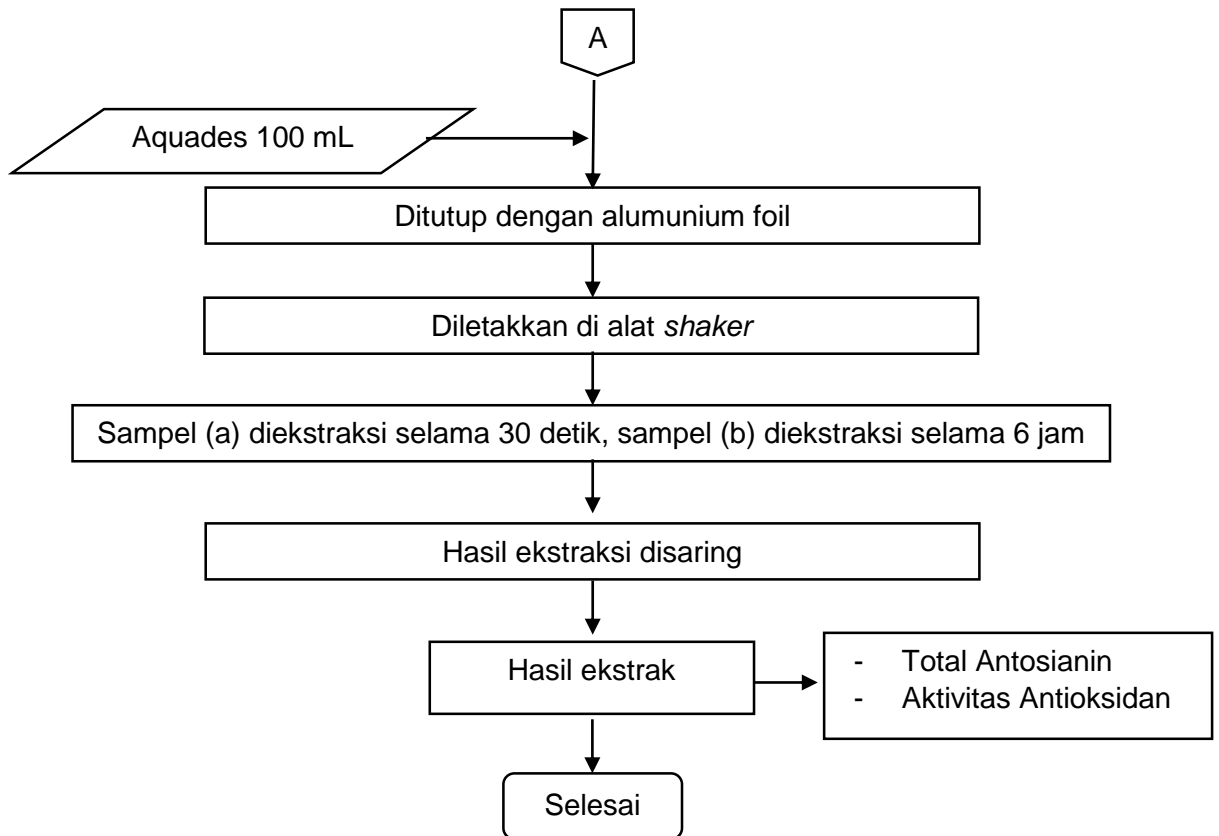 A
Aquades 100 mL
Ditutup dengan alumunium foil
Diletakkan di alat shaker
Sampel (a) diekstraksi selama 30 detik, sampel (b) diekstraksi selama 6 jam
Hasil ekstraksi disaring
Hasil ekstrak
- Total Antosianin
- Aktivitas Antioksidan
Selesai